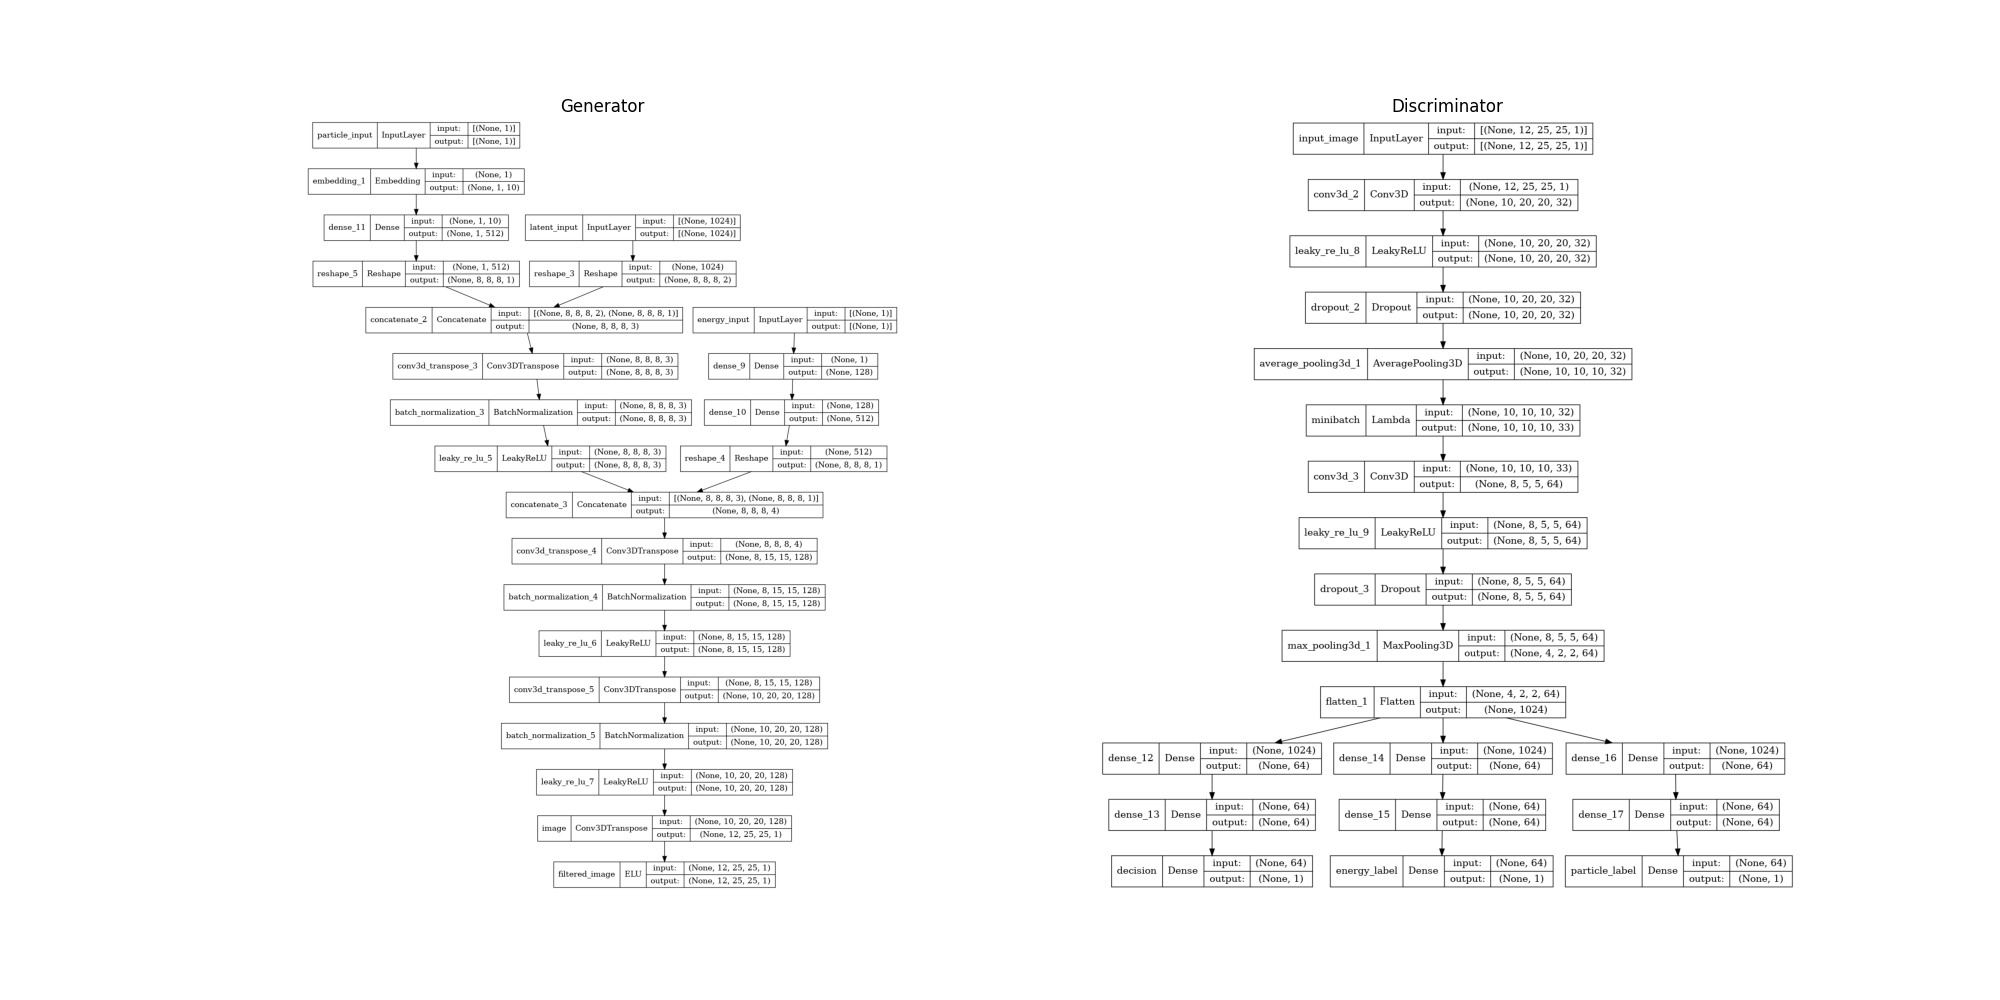 Generator
particle_input InputLayer input: [(None, 1)]
output: [(None, 1)]
embedding_1 Embedding input: (None, 1)
output: (None, 1, 10)
dense_11 Dense input: (None, 1, 10)
output: (None, 1, 512)
latent_input InputLayer input: [(None, 1024)]
output: [(None, 1024)]
reshape_5 Reshape input: (None, 1, 512)
output: (None, 8, 8, 8, 1)
reshape_3 Reshape input: (None, 1024)
output: (None, 8, 8, 8, 2)
concatenate_2 Concatenate input: [(None, 8, 8, 8, 2), (None, 8, 8, 8, 1)]
output: (None, 8, 8, 8, 3)
energy_input InputLayer input: [(None, 1)]
output: [(None, 1)]
conv3d_transpose_3 Conv3DTranspose input: (None, 8, 8, 8, 3)
output: (None, 8, 8, 8, 3)
dense_9 Dense input: (None, 1)
output: (None, 128)
batch_normalization_3 BatchNormalization input: (None, 8, 8, 8, 3)
output: (None, 8, 8, 8, 3)
dense_10 Dense input: (None, 128)
output: (None, 512)
leaky_re_lu_5 LeakyReLU input: (None, 8, 8, 8, 3)
output: (None, 8, 8, 8, 3)
reshape_4 Reshape input: (None, 512)
output: (None, 8, 8, 8, 1)
concatenate_3 Concatenate input: [(None, 8, 8, 8, 3), (None, 8, 8, 8, 1)]
output: (None, 8, 8, 8, 4)
conv3d_transpose_4 Conv3DTranspose input: (None, 8, 8, 8, 4)
output: (None, 8, 15, 15, 128)
batch_normalization_4 BatchNormalization input: (None, 8, 15, 15, 128)
output: (None, 8, 15, 15, 128)
leaky_re_lu_6 LeakyReLU input: (None, 8, 15, 15, 128)
output: (None, 8, 15, 15, 128)
conv3d_transpose_5 Conv3DTranspose input: (None, 8, 15, 15, 128)
output: (None, 10, 20, 20, 128)
batch_normalization_5 BatchNormalization input: (None, 10, 20, 20, 128)
output: (None, 10, 20, 20, 128)
leaky_re_lu_7 LeakyReLU input: (None, 10, 20, 20, 128)
output: (None, 10, 20, 20, 128)
image Conv3DTranspose input: (None, 10, 20, 20, 128)
output: (None, 12, 25, 25, 1)
filtered_image ELU input: (None, 12, 25, 25, 1)
output: (None, 12, 25, 25, 1)
Discriminator
input_image InputLayer input: [(None, 12, 25, 25, 1)]
output: [(None, 12, 25, 25, 1)]
conv3d_2 Conv3D input: (None, 12, 25, 25, 1)
output: (None, 10, 20, 20, 32)
leaky_re_lu_8 LeakyReLU input: (None, 10, 20, 20, 32)
output: (None, 10, 20, 20, 32)
dropout_2 Dropout input: (None, 10, 20, 20, 32)
output: (None, 10, 20, 20, 32)
average_pooling3d_1 AveragePooling3D input: (None, 10, 20, 20, 32)
output: (None, 10, 10, 10, 32)
minibatch Lambda input: (None, 10, 10, 10, 32)
output: (None, 10, 10, 10, 33)
conv3d_3 Conv3D input: (None, 10, 10, 10, 33)
output: (None, 8, 5, 5, 64)
leaky_re_lu_9 LeakyReLU input: (None, 8, 5, 5, 64)
output: (None, 8, 5, 5, 64)
dropout_3 Dropout input: (None, 8, 5, 5, 64)
output: (None, 8, 5, 5, 64)
max_pooling3d_1 MaxPooling3D input: (None, 8, 5, 5, 64)
output: (None, 4, 2, 2, 64)
flatten_1 Flatten input: (None, 4, 2, 2, 64)
output: (None, 1024)
dense_12 Dense input: (None, 1024)
output: (None, 64)
dense_14 Dense input: (None, 1024)
output: (None, 64)
dense_16 Dense input: (None, 1024)
output: (None, 64)
dense_13 Dense input: (None, 64)
output: (None, 64)
dense_15 Dense input: (None, 64)
output: (None, 64)
dense_17 Dense input: (None, 64)
output: (None, 64)
decision Dense input: (None, 64)
output: (None, 1)
energy_label Dense input: (None, 64)
output: (None, 1)
particle_label Dense input: (None, 64)
output: (None, 1)